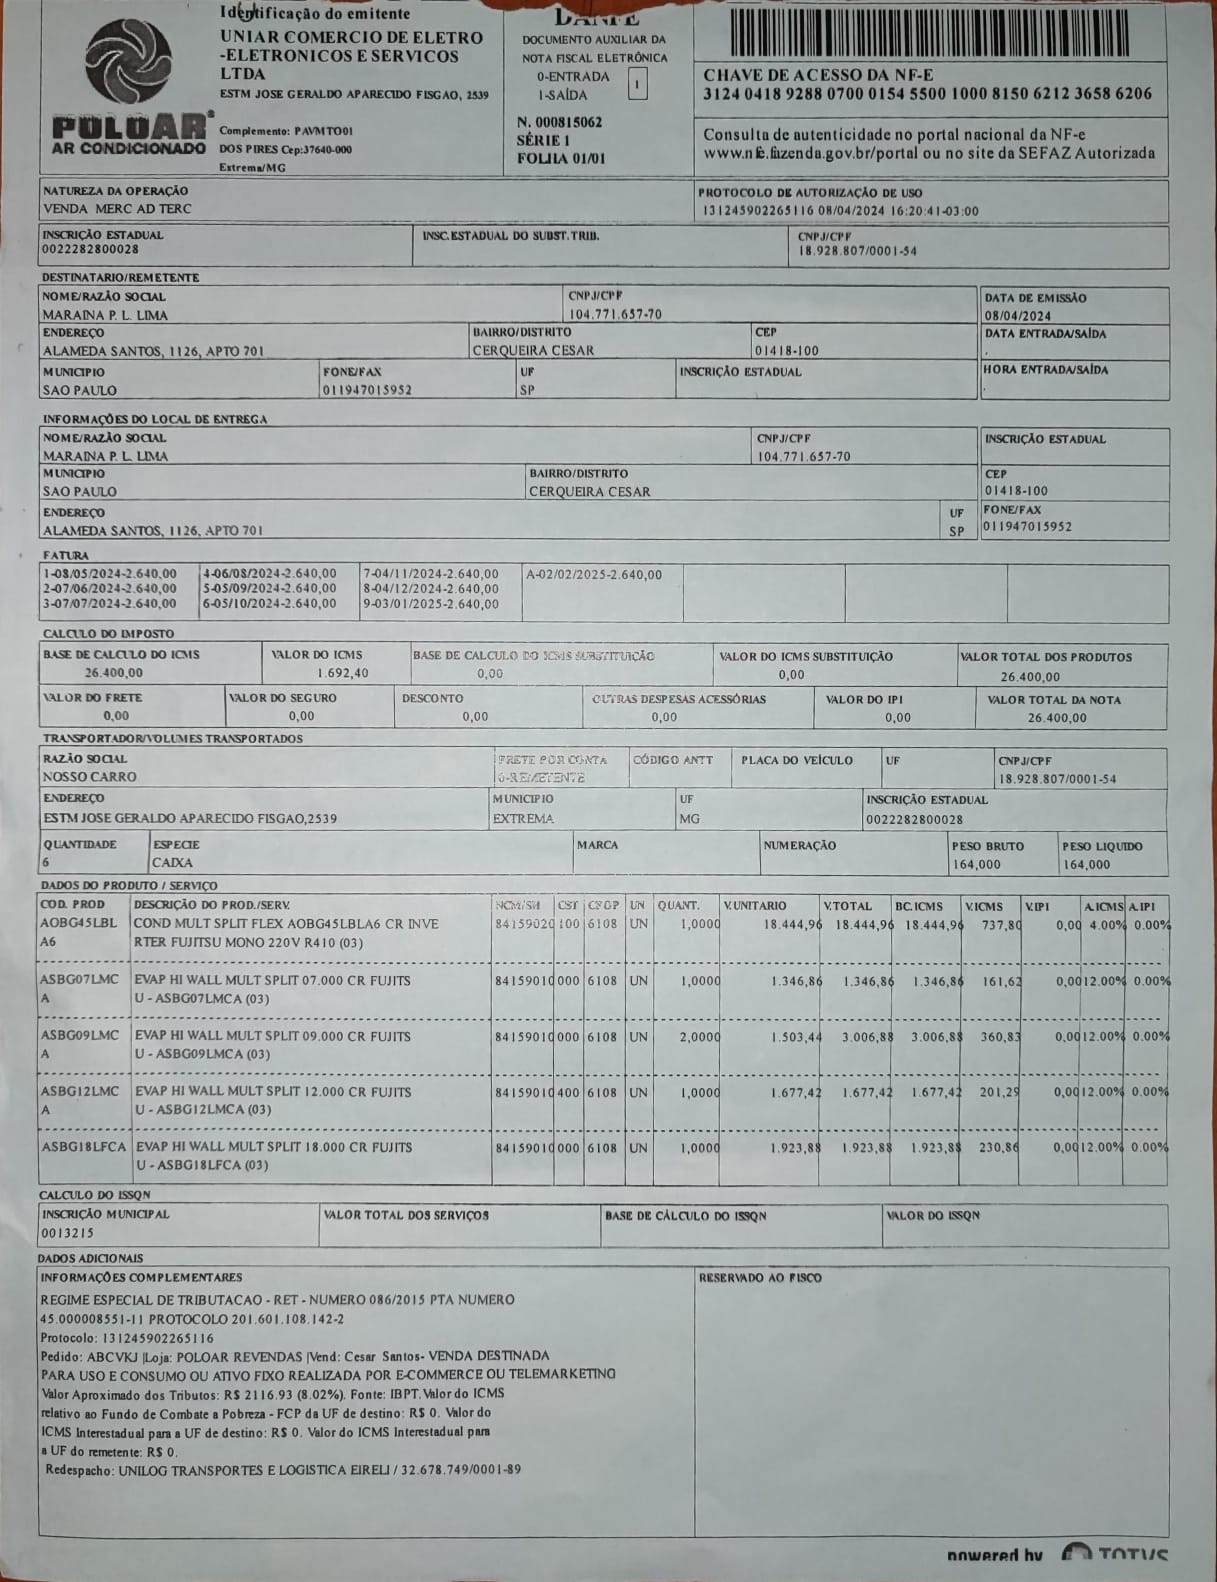 Identificação do emitente
UNIAR COMERCIO DE ELETRO
-ELETRONICOS E SERVICOS
LTDA
ESTM JOSE GERALDO APARECIDO FISGAO, 2539
Complemento: PAVMTO01
DOS PIRES Cep:37640-000
Extrema/MG
POLOAR
AR CONDICIONADO
DANFE
DOCUMENTO AUXILIAR DA
NOTA FISCAL ELETRÔNICA
0-ENTRADA
1-SAÍDA
1
N. 000815062
SÉRIE 1
FOLHA 01/01
CHAVE DE ACESSO DA NF-E
3124 0418 9288 0700 0154 5500 1000 8150 6212 3658 6206
Consulta de autenticidade no portal nacional da NF-e
www.nfe.fazenda.gov.br/portal ou no site da SEFAZ Autorizada
NATUREZA DA OPERAÇÃO
VENDA MERC AD TERC
PROTOCOLO DE AUTORIZAÇÃO DE USO
131245902265116 08/04/2024 16:20:41-03:00
INSCRIÇÃO ESTADUAL
0022282800028
INSC.ESTADUAL DO SUBST.TRIB.
CNPJ/CPF
18.928.807/0001-54
DESTINATARIO/REMETENTE
NOME/RAZÃO SOCIAL
MARAINA P. L. LIMA
CNPJ/CPF
104.771.657-70
DATA DE EMISSÃO
08/04/2024
ENDEREÇO
ALAMEDA SANTOS, 1126, APTO 701
BAIRRO/DISTRITO
CERQUEIRA CESAR
CEP
01418-100
DATA ENTRADA/SAÍDA
.
MUNICIPIO
SAO PAULO
FONE/FAX
011947015952
UF
SP
INSCRIÇÃO ESTADUAL
HORA ENTRADA/SAÍDA
.
INFORMAÇÕES DO LOCAL DE ENTREGA
NOME/RAZÃO SOCIAL
MARAINA P. L. LIMA
CNPJ/CPF
104.771.657-70
INSCRIÇÃO ESTADUAL
MUNICIPIO
SAO PAULO
BAIRRO/DISTRITO
CERQUEIRA CESAR
CEP
01418-100
ENDEREÇO
ALAMEDA SANTOS, 1126, APTO 701
UF
SP
FONE/FAX
011947015952
FATURA
1-08/05/2024-2.640,00 4-06/08/2024-2.640,00 7-04/11/2024-2.640,00 A-02/02/2025-2.640,00
2-07/06/2024-2.640,00 5-05/09/2024-2.640,00 8-04/12/2024-2.640,00
3-07/07/2024-2.640,00 6-05/10/2024-2.640,00 9-03/01/2025-2.640,00
CALCULO DO IMPOSTO
BASE DE CALCULO DO ICMS
26.400,00
VALOR DO ICMS
1.692,40
BASE DE CALCULO DO ICMS SUBSTITUIÇÃO
0,00
VALOR DO ICMS SUBSTITUIÇÃO
0,00
VALOR TOTAL DOS PRODUTOS
26.400,00
VALOR DO FRETE
0,00
VALOR DO SEGURO
0,00
DESCONTO
0,00
OUTRAS DESPESAS ACESSÓRIAS
0,00
VALOR DO IPI
0,00
VALOR TOTAL DA NOTA
26.400,00
TRANSPORTADOR/VOLUMES TRANSPORTADOS
RAZÃO SOCIAL
NOSSO CARRO
FRETE POR CONTA
0-REMETENTE
CÓDIGO ANTT
PLACA DO VEÍCULO
UF
CNPJ/CPF
18.928.807/0001-54
ENDEREÇO
ESTM JOSE GERALDO APARECIDO FISGAO,2539
MUNICIPIO
EXTREMA
UF
MG
INSCRIÇÃO ESTADUAL
0022282800028
QUANTIDADE
6
ESPECIE
CAIXA
MARCA
NUMERAÇÃO
PESO BRUTO
164,000
PESO LIQUIDO
164,000
DADOS DO PRODUTO / SERVIÇO
COD. PROD DESCRIÇÃO DO PROD./SERV. NCM/SH CST CFOP UN QUANT. V.UNITARIO V.TOTAL BC.ICMS V.ICMS V.IPI A.ICMS A.IPI
AOBG45LBL COND MULT SPLIT FLEX AOBG45LBLA6 CR INVE 84159020 100 6108 UN 1,0000 18.444,96 18.444,96 18.444,96 737,80 0,00 4.00% 0.00%
A6 RTER FUJITSU MONO 220V R410 (03)
ASBG07LMC EVAP HI WALL MULT SPLIT 07.000 CR FUJITS 84159010 000 6108 UN 1,0000 1.346,86 1.346,86 1.346,86 161,62 0,00 12.00% 0.00%
A U - ASBG07LMCA (03)
ASBG09LMC EVAP HI WALL MULT SPLIT 09.000 CR FUJITS 84159010 000 6108 UN 2,0000 1.503,44 3.006,88 3.006,88 360,83 0,00 12.00% 0.00%
A U - ASBG09LMCA (03)
ASBG12LMC EVAP HI WALL MULT SPLIT 12.000 CR FUJITS 84159010 400 6108 UN 1,0000 1.677,42 1.677,42 1.677,42 201,29 0,00 12.00% 0.00%
A U - ASBG12LMCA (03)
ASBG18LFCA EVAP HI WALL MULT SPLIT 18.000 CR FUJITS 84159010 000 6108 UN 1,0000 1.923,88 1.923,88 1.923,88 230,86 0,00 12.00% 0.00%
U - ASBG18LFCA (03)
CALCULO DO ISSQN
INSCRIÇÃO MUNICIPAL
0013215
VALOR TOTAL DOS SERVIÇOS
BASE DE CÁLCULO DO ISSQN
VALOR DO ISSQN
DADOS ADICIONAIS
INFORMAÇÕES COMPLEMENTARES
REGIME ESPECIAL DE TRIBUTACAO - RET - NUMERO 086/2015 PTA NUMERO
45.000008551-11 PROTOCOLO 201.601.108.142-2
Protocolo: 131245902265116
Pedido: ABCVKJ |Loja: POLOAR REVENDAS |Vend: Cesar Santos- VENDA DESTINADA
PARA USO E CONSUMO OU ATIVO FIXO REALIZADA POR E-COMMERCE OU TELEMARKETING
Valor Aproximado dos Tributos: R$ 2116.93 (8.02%). Fonte: IBPT. Valor do ICMS
relativo ao Fundo de Combate a Pobreza - FCP da UF de destino: R$ 0. Valor do
ICMS Interestadual para a UF de destino: R$ 0. Valor do ICMS Interestadual para
a UF do remetente: R$ 0.
Redespacho: UNILOG TRANSPORTES E LOGISTICA EIRELI / 32.678.749/0001-89
RESERVADO AO FISCO
powered by TOTVS